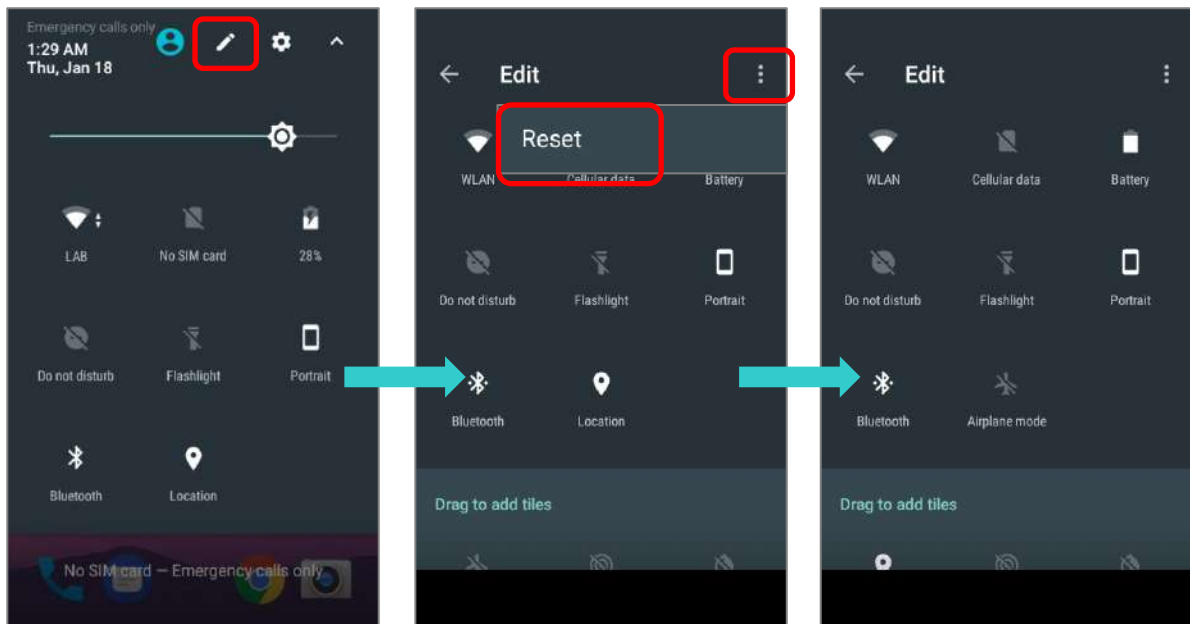 Emergency calls only
1:29 AM
Thu, Jan 18
LAB
No SIM card
28%
Do not disturb
Flashlight
Portrait
Bluetooth
Location
No SIM card — Emergency calls only
Edit
Reset
WLAN
Cellular data
Battery
Do not disturb
Flashlight
Portrait
Bluetooth
Location
Drag to add tiles
Edit
WLAN
Cellular data
Battery
Do not disturb
Flashlight
Portrait
Bluetooth
Airplane mode
Drag to add tiles